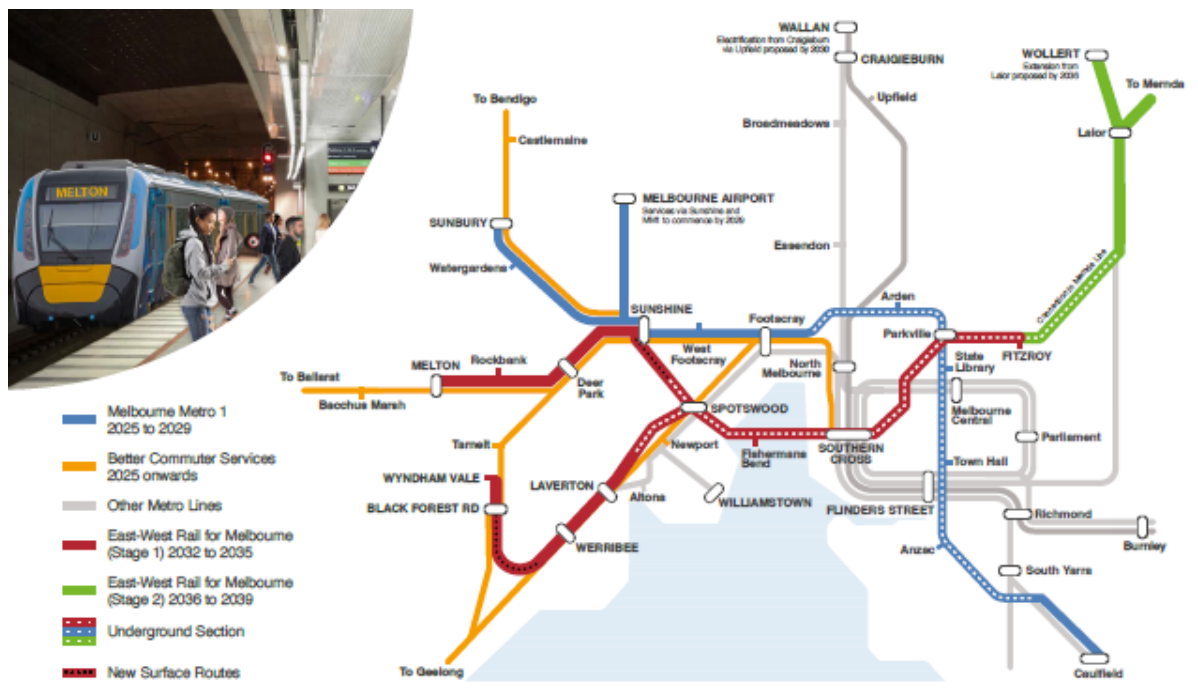 MELTON
WALLAN
Electrification from Craigieburn
via Upfield proposed by 2030
CRAIGIEBURN
Upfield
Broadmeadows
Essendon
WOLLERT
Extension from
Lalor proposed by 2036
To Mernda
Lalor
To Bendigo
Castlemaine
SUNBURY
Watergardens
MELBOURNE AIRPORT
Services via Sunshine and
MM1 to commence by 2029
SUNSHINE
Footscray
Arden
Parkville
Connection to Mernda Line
West
Footscray
North
Melbourne
State
Library
FITZROY
MELTON
Rockbank
Deer
Park
To Ballarat
Bacchus Marsh
SPOTSWOOD
Melbourne
Central
Parliament
Tarneit
Newport
Fishermans
Bend
SOUTHERN
CROSS
Town Hall
WYNDHAM VALE
LAVERTON
Altona
WILLIAMSTOWN
BLACK FOREST RD
FLINDERS STREET
Richmond
Burnley
WERRIBEE
Anzac
South Yarra
To Geelong
Caulfield
Melbourne Metro 1
2025 to 2029
Better Commuter Services
2025 onwards
Other Metro Lines
East-West Rail for Melbourne
(Stage 1) 2032 to 2035
East-West Rail for Melbourne
(Stage 2) 2036 to 2039
Underground Section
New Surface Routes